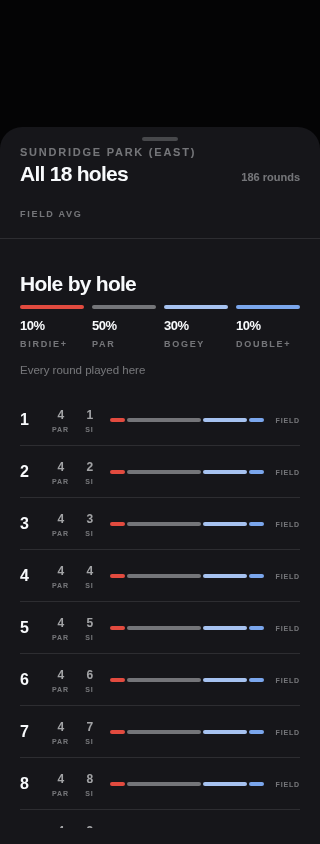 SUNDRIDGE PARK (EAST)
All 18 holes 186 rounds
FIELD AVG
Hole by hole
10% 50% 30% 10%
BIRDIE+ PAR BOGEY DOUBLE+
Every round played here
1 4 1
PAR SI FIELD
2 4 2
PAR SI FIELD
3 4 3
PAR SI FIELD
4 4 4
PAR SI FIELD
5 4 5
PAR SI FIELD
6 4 6
PAR SI FIELD
7 4 7
PAR SI FIELD
8 4 8
PAR SI FIELD